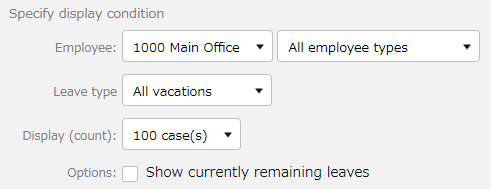 Specify display condition
Employee: 1000 Main Office All employee types
Leave type All vacations
Display (count): 100 case(s)
Options: Show currently remaining leaves